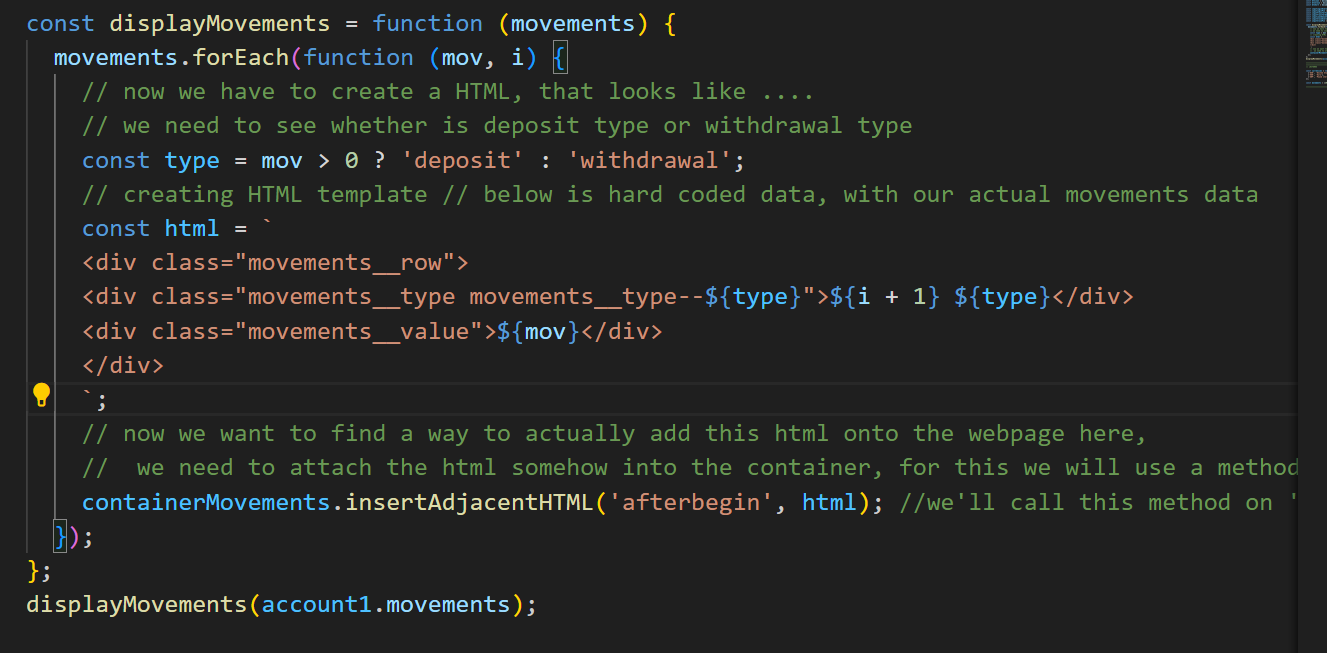 const displayMovements = function (movements) {
  movements.forEach(function (mov, i) {
    // now we have to create a HTML, that looks like ....
    // we need to see whether is deposit type or withdrawal type
    const type = mov > 0 ? 'deposit' : 'withdrawal';
    // creating HTML template // below is hard coded data, with our actual movements data
    const html = `
    <div class="movements__row">
    <div class="movements__type movements__type--${type}">${i + 1} ${type}</div>
    <div class="movements__value">${mov}</div>
    </div>
    `;
    // now we want to find a way to actually add this html onto the webpage here,
    //  we need to attach the html somehow into the container, for this we will use a method
    containerMovements.insertAdjacentHTML('afterbegin', html); //we'll call this method on '
  });
};
displayMovements(account1.movements);